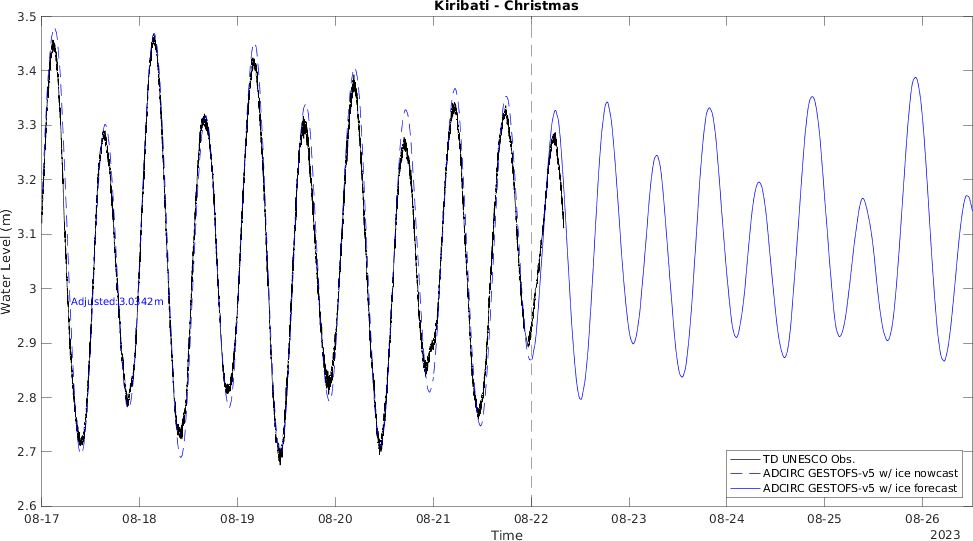 Kiribati - Christmas
3.5
3.4
3.3
3.2
3.1
3
2.9
2.8
2.7
2.6
Water Level (m)
Adjusted:3.0342m
TD UNESCO Obs.
ADCIRC GESTOFS-v5 w/ ice nowcast
ADCIRC GESTOFS-v5 w/ ice forecast
08-17 08-18 08-19 08-20 08-21 08-22 08-23 08-24 08-25 08-26
Time
2023